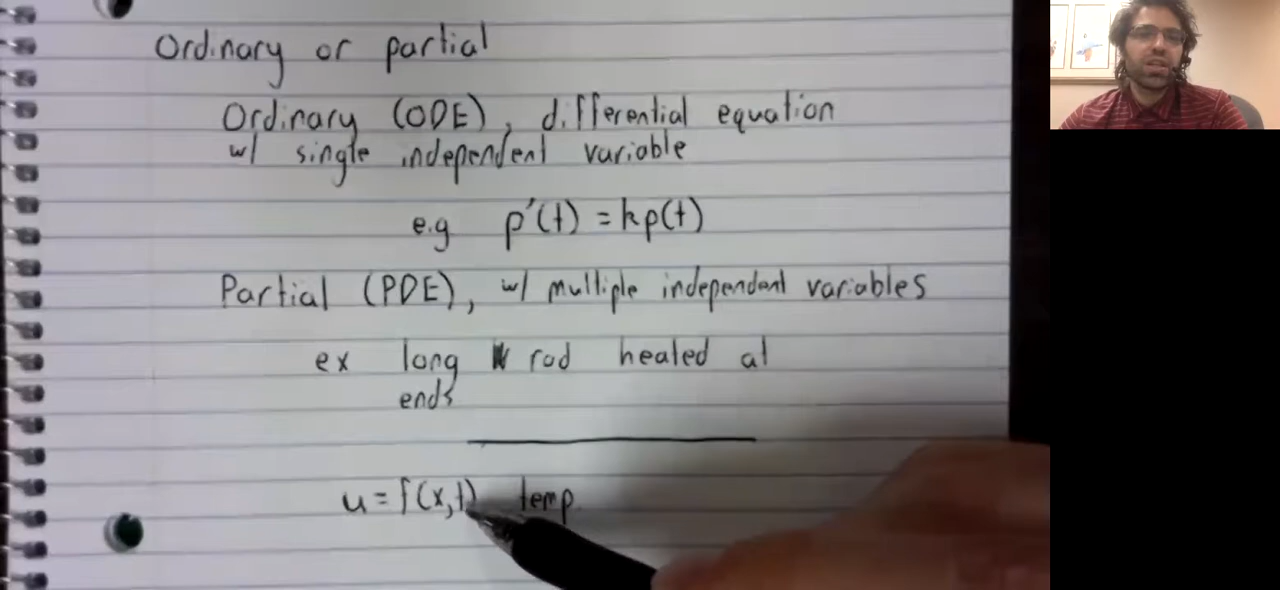 Ordinary or partial
Ordinary (ODE), differential equation
w/ single independent variable
e.g p'(t) = kp(t)
Partial (PDE), w/ multiple independent variables
ex long rod heated at
ends
u = f(x,t) temp.